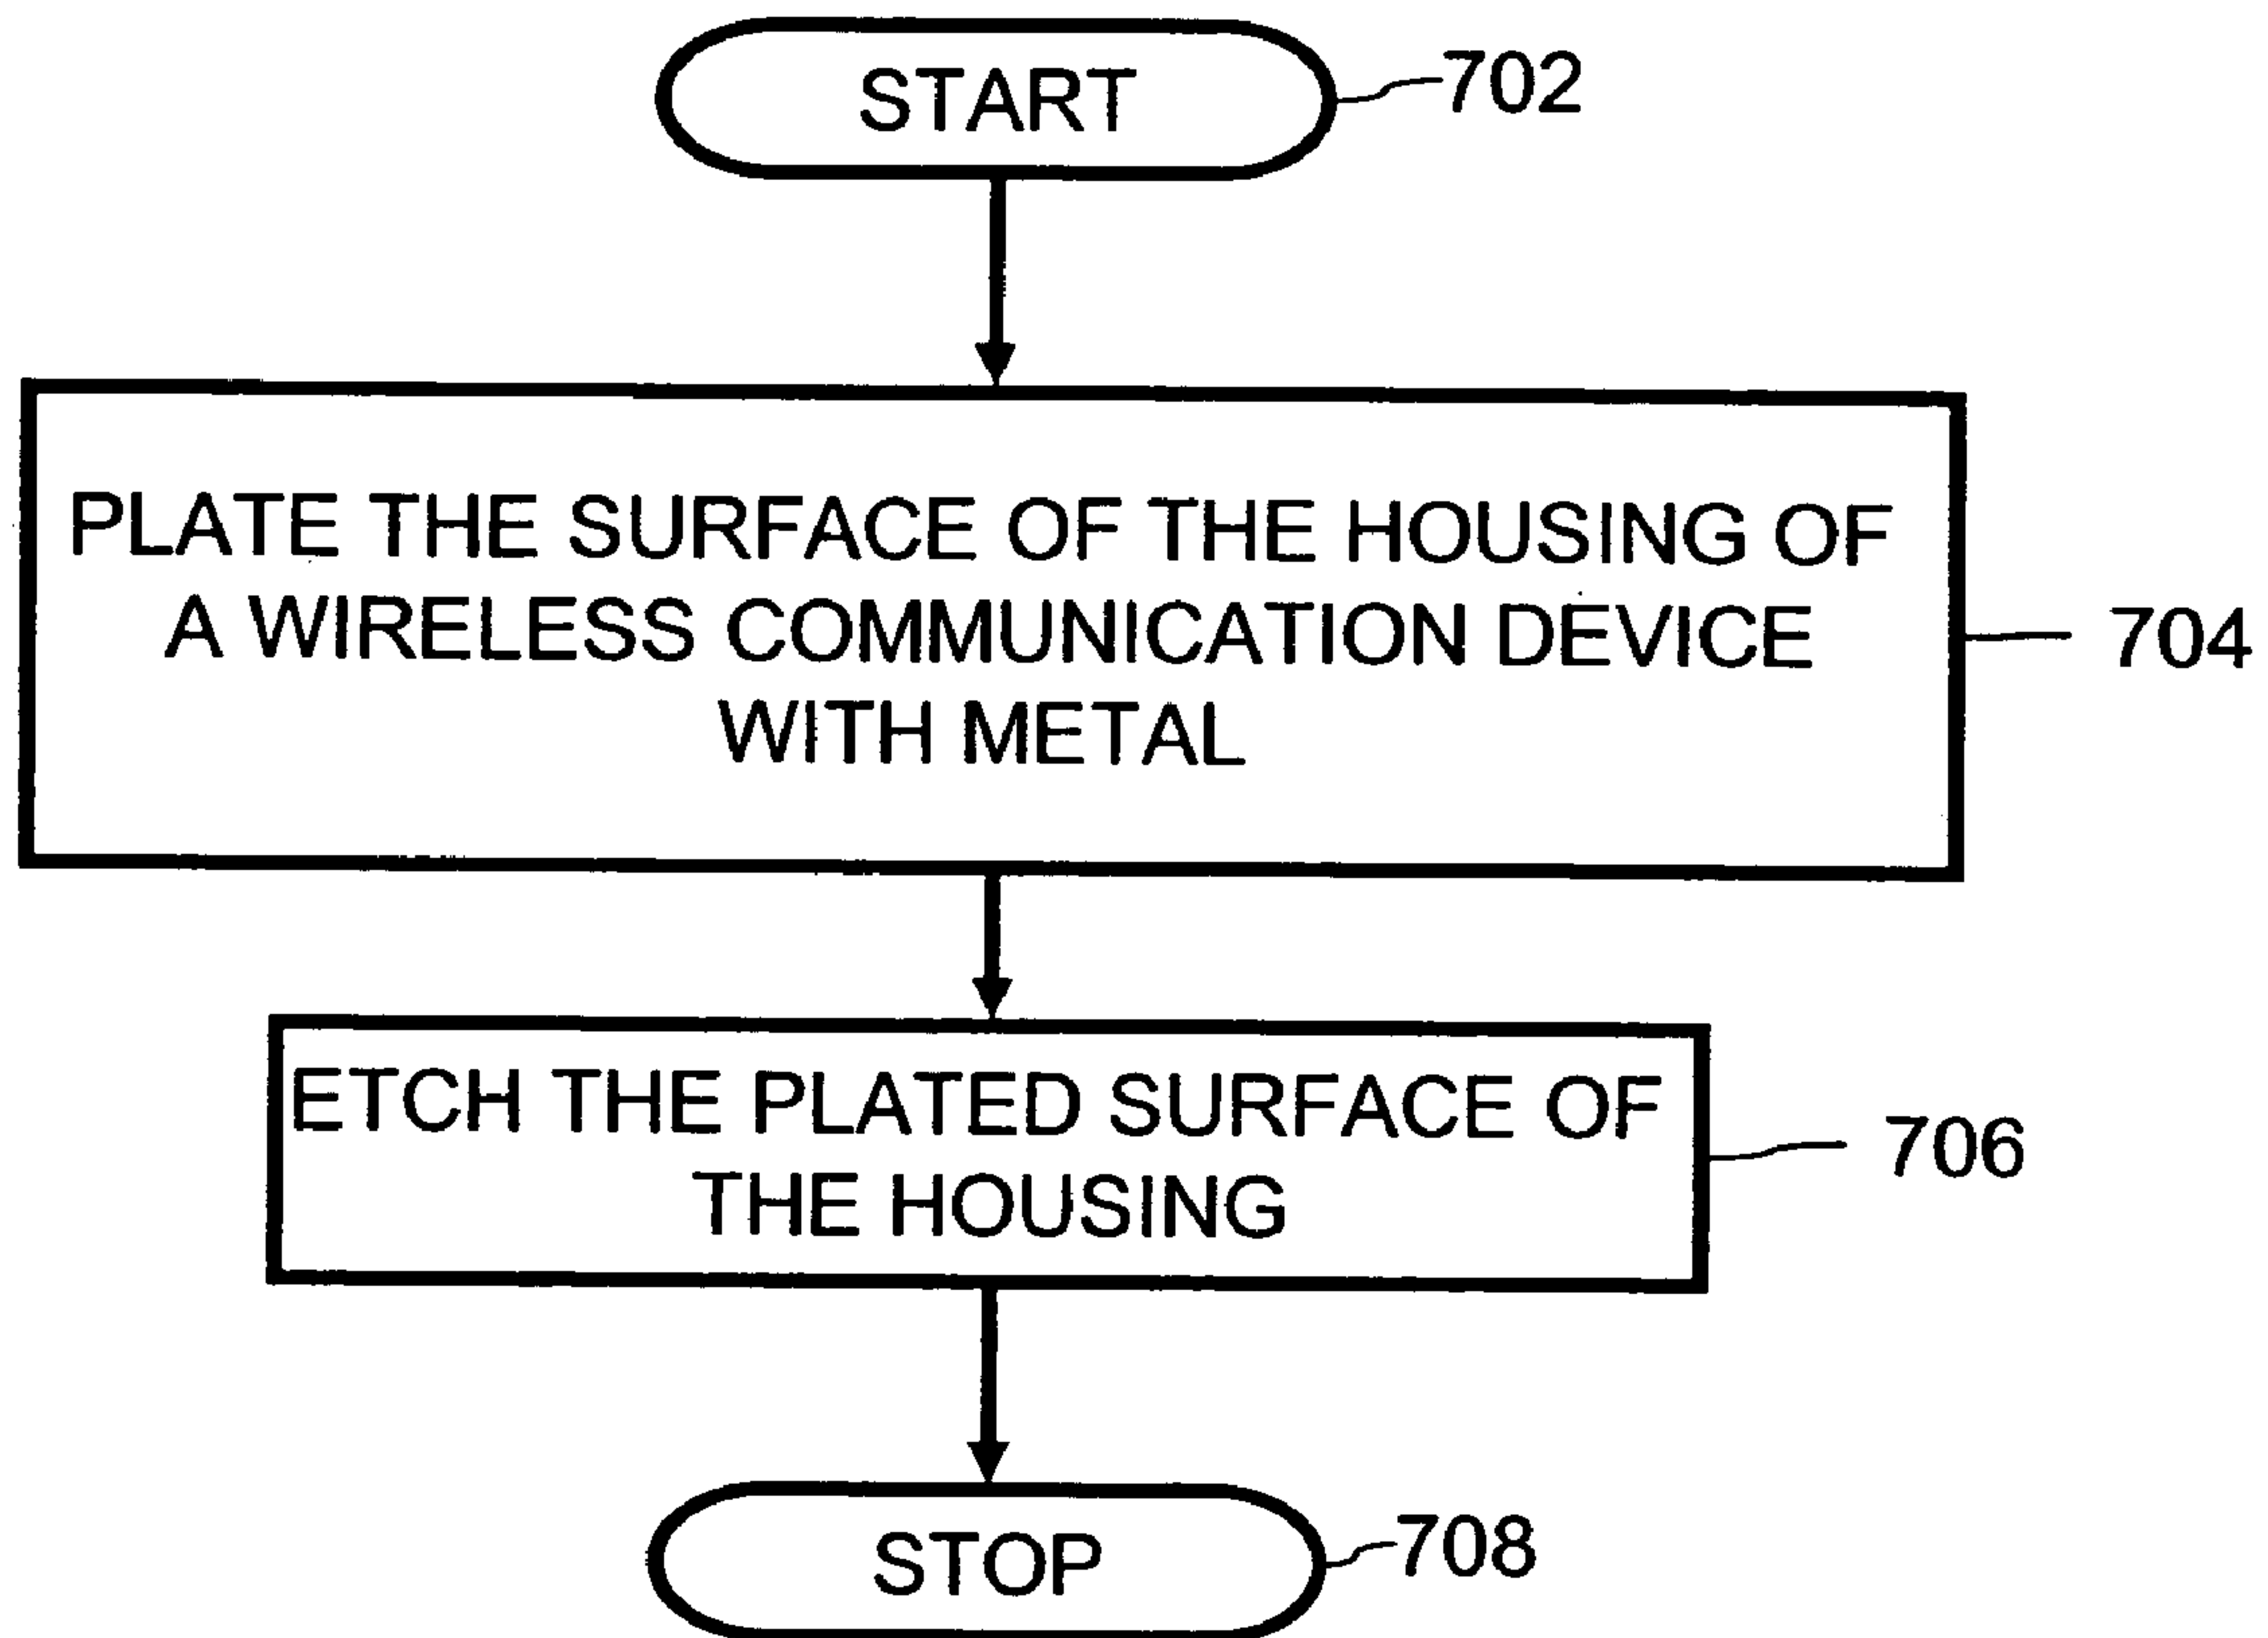 START
702
PLATE THE SURFACE OF THE HOUSING OF
A WIRELESS COMMUNICATION DEVICE
WITH METAL
704
ETCH THE PLATED SURFACE OF
THE HOUSING
706
STOP
708